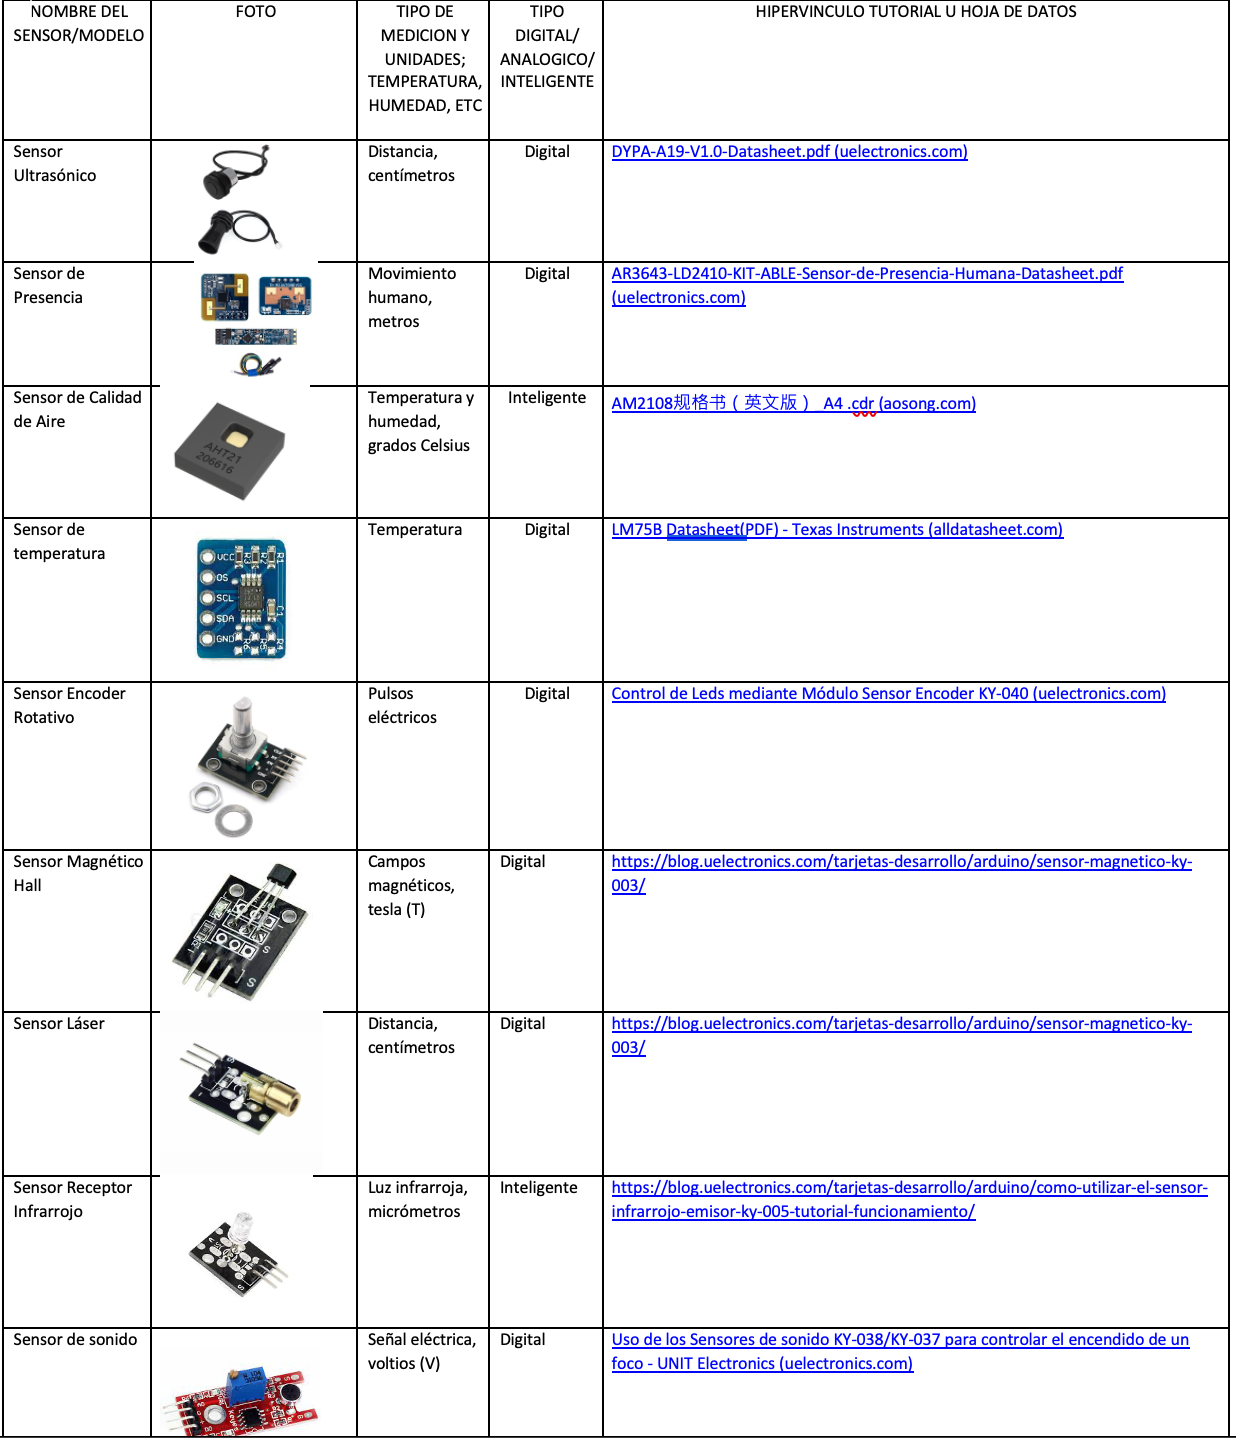 NOMBRE DEL
SENSOR/MODELO
FOTO
TIPO DE
MEDICION Y
UNIDADES;
TEMPERATURA,
HUMEDAD, ETC
TIPO
DIGITAL/
ANALOGICO/
INTELIGENTE
HIPERVINCULO TUTORIAL U HOJA DE DATOS
Sensor
Ultrasónico
Distancia,
centímetros
Digital
DYPA-A19-V1.0-Datasheet.pdf (uelectronics.com)
Sensor de
Presencia
Movimiento
humano,
metros
Digital
AR3643-LD2410-KIT-ABLE-Sensor-de-Presencia-Humana-Datasheet.pdf
(uelectronics.com)
Sensor de Calidad
de Aire
AHT21
206616
Temperatura y
humedad,
grados Celsius
Inteligente
AM2108规格书（英文版） A4 .cdr (aosong.com)
Sensor de
temperatura
VCC
OS
SCL
SDA
GND
R3
R2
R1
C1
R6
R5
R4
Temperatura
Digital
LM75B Datasheet(PDF) - Texas Instruments (alldatasheet.com)
Sensor Encoder
Rotativo
Pulsos
eléctricos
Digital
Control de Leds mediante Módulo Sensor Encoder KY-040 (uelectronics.com)
Sensor Magnético
Hall
S
S
Campos
magnéticos,
tesla (T)
Digital
https://blog.uelectronics.com/tarjetas-desarrollo/arduino/sensor-magnetico-ky-
003/
Sensor Láser
S
Distancia,
centímetros
Digital
https://blog.uelectronics.com/tarjetas-desarrollo/arduino/sensor-magnetico-ky-
003/
Sensor Receptor
Infrarrojo
S
Luz infrarroja,
micrómetros
Inteligente
https://blog.uelectronics.com/tarjetas-desarrollo/arduino/como-utilizar-el-sensor-
infrarrojo-emisor-ky-005-tutorial-funcionamiento/
Sensor de sonido
Señal eléctrica,
voltios (V)
Digital
Uso de los Sensores de sonido KY-038/KY-037 para controlar el encendido de un
foco - UNIT Electronics (uelectronics.com)